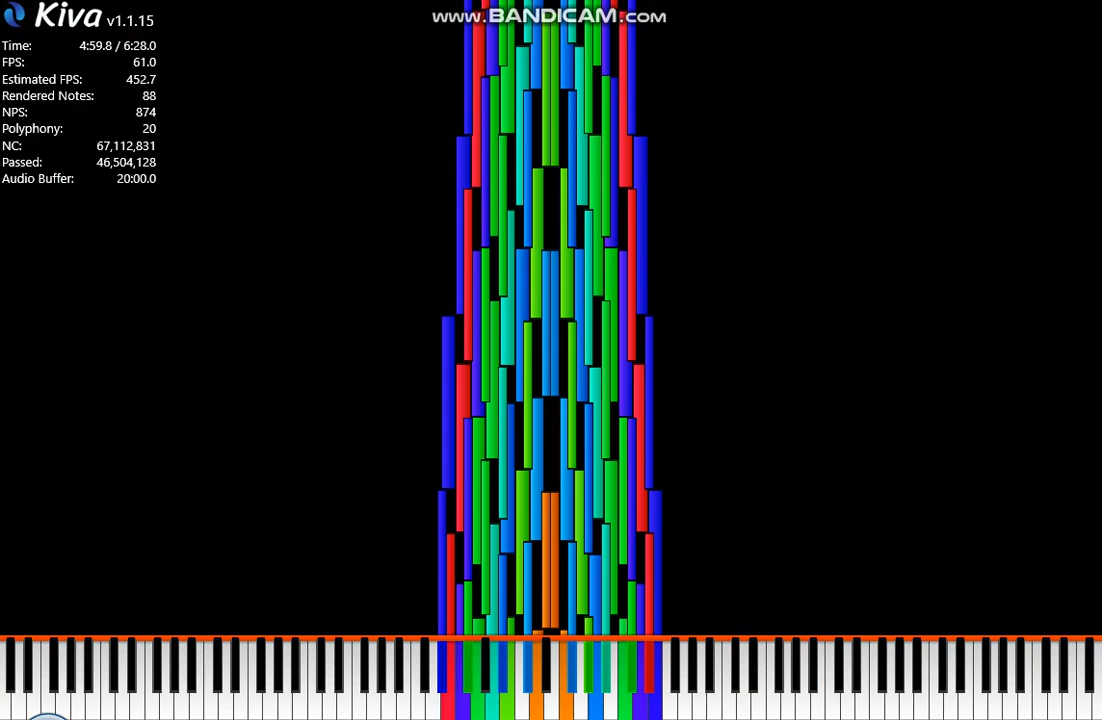 Kiva v1.1.15
www.BANDICAM.com
Time: 4:59.8 / 6:28.0
FPS: 61.0
Estimated FPS: 452.7
Rendered Notes: 88
NPS: 874
Polyphony: 20
NC: 67,112,831
Passed: 46,504,128
Audio Buffer: 20:00.0